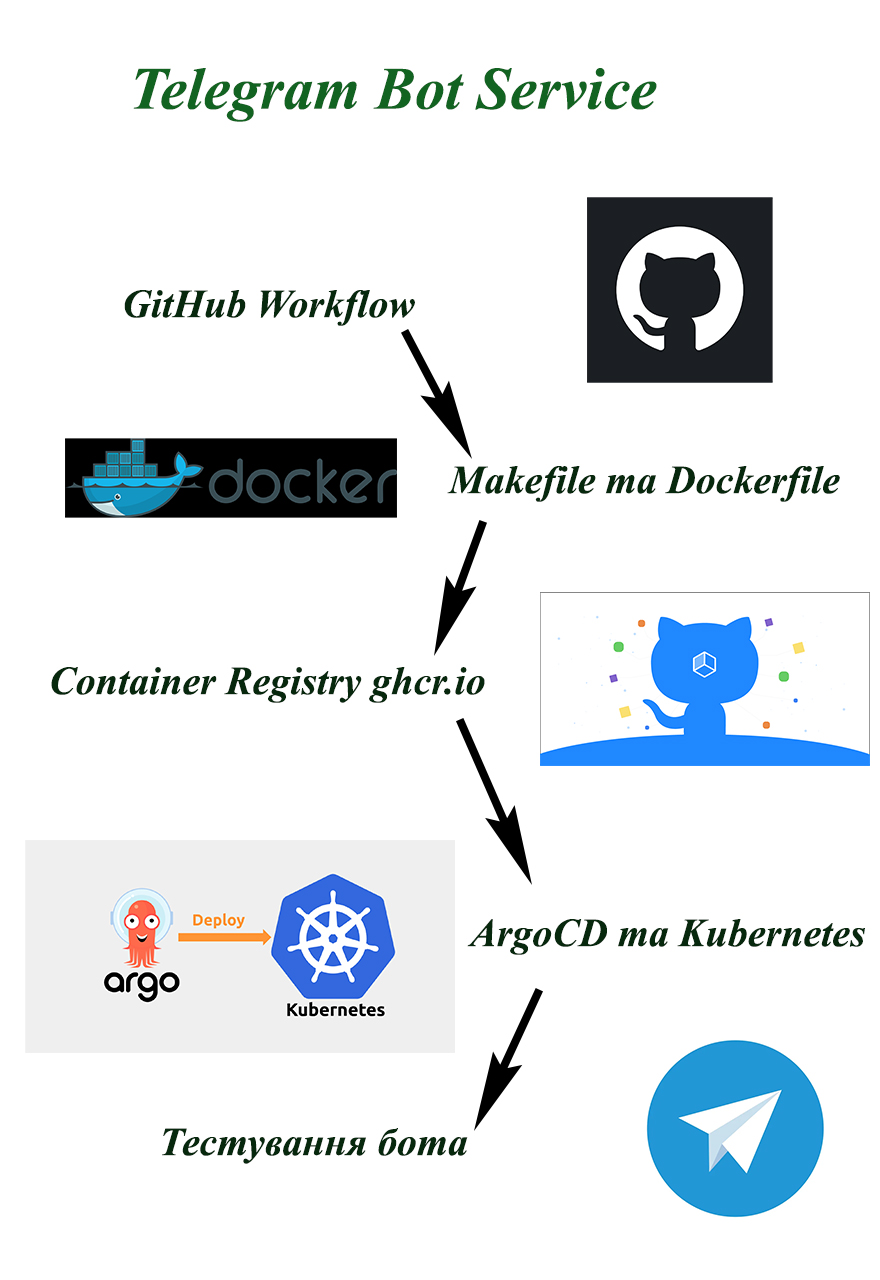 Telegram Bot Service
GitHub Workflow
docker
Makefile та Dockerfile
Container Registry ghcr.io
Deploy
argo
Kubernetes
ArgoCD та Kubernetes
Тестування бота